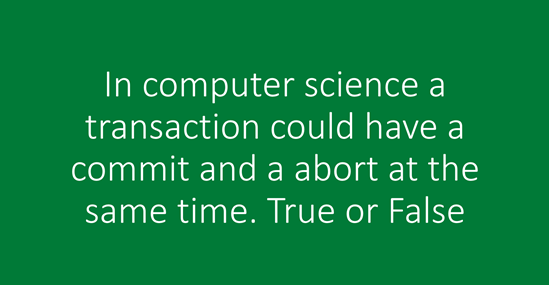 In computer science a
transaction could have a
commit and a abort at the
same time. True or False